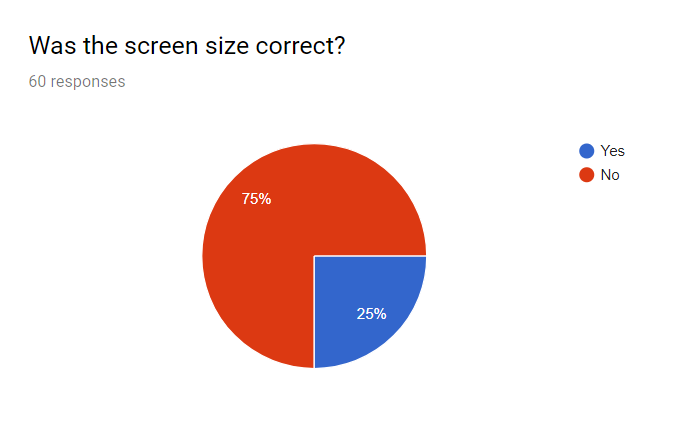 Was the screen size correct?
60 responses
Yes
No
75%
25%